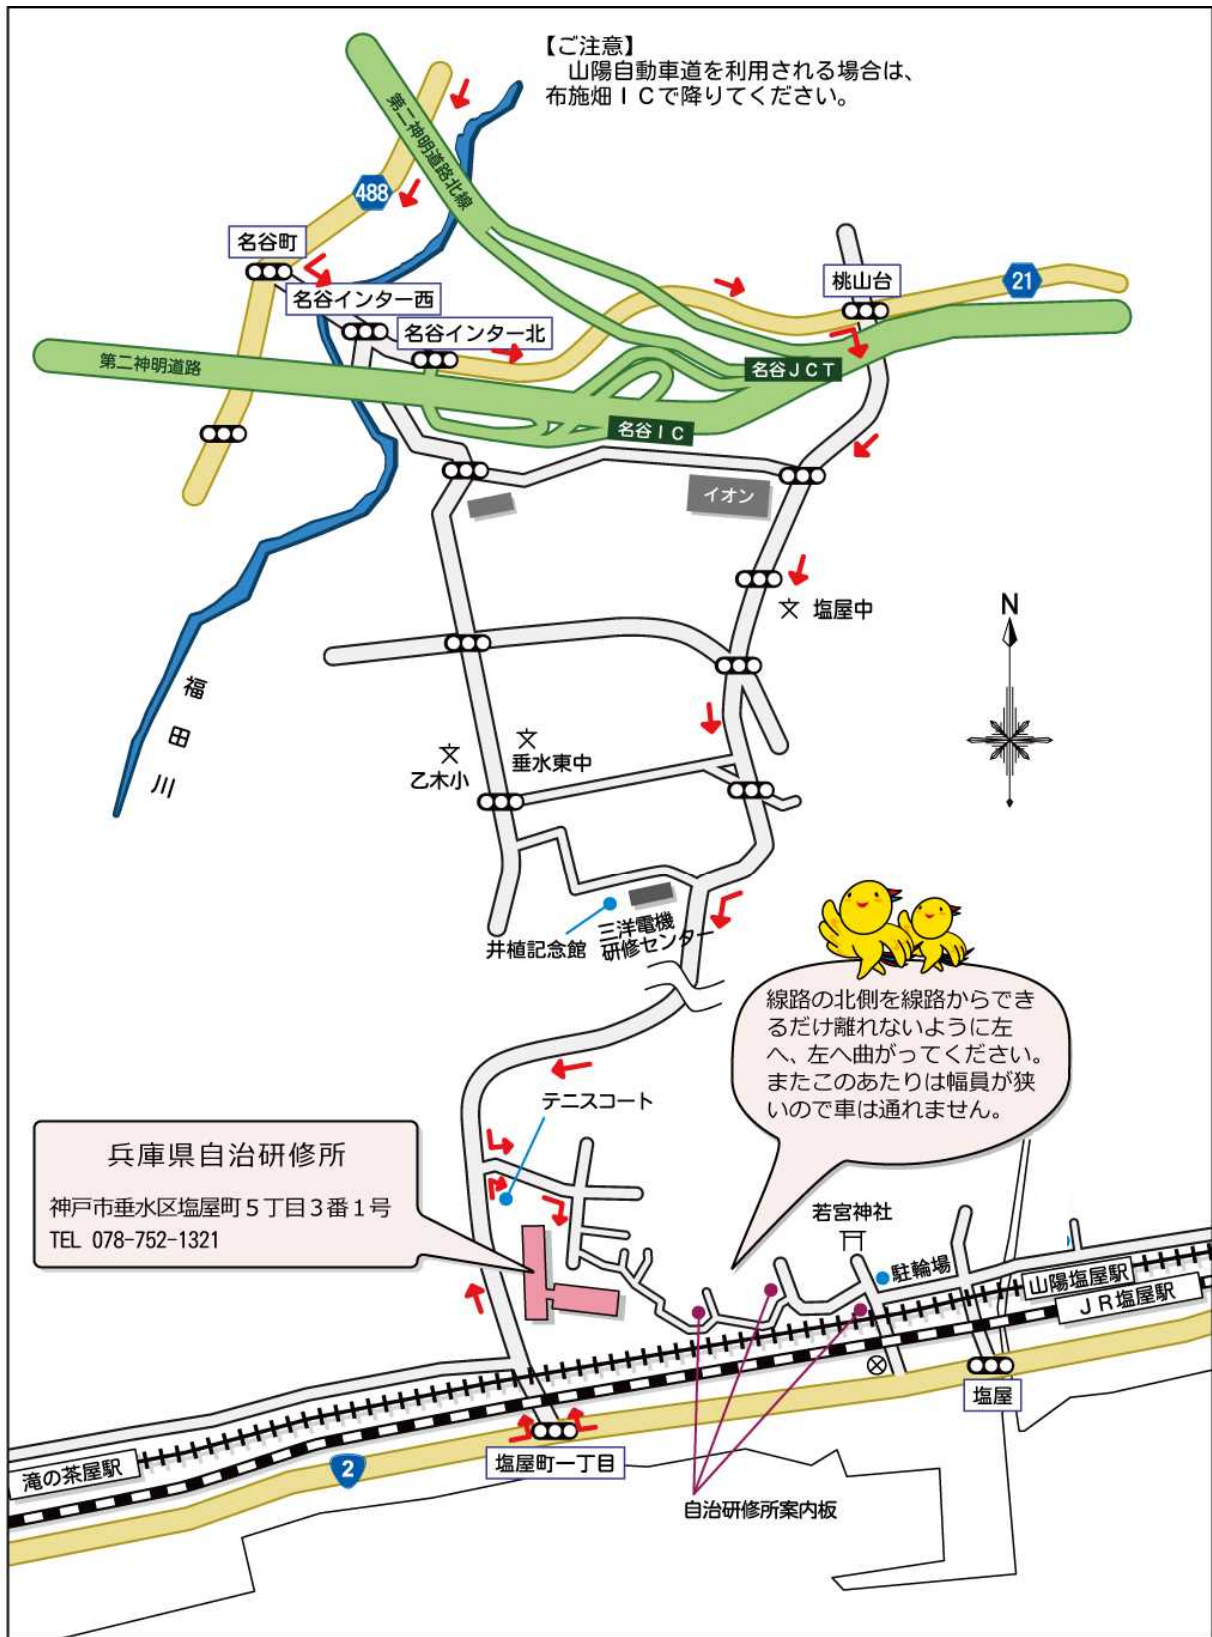 【ご注意】
山陽自動車道を利用される場合は、
布施畑ICで降りてください。
第二神明道路北線
488
名谷町
名谷インター西
名谷インター北
桃山台
21
第二神明道路
名谷JCT
名谷IC
イオン
文 塩屋中
N
福田川
文
乙木小
文
垂水東中
井植記念館
三洋電機
研修センター
線路の北側を線路からでき
るだけ離れないように左
へ、左へ曲がってください。
またこのあたりは幅員が狭
いので車は通れません。
テニスコート
兵庫県自治研修所
神戸市垂水区塩屋町5丁目3番1号
TEL 078-752-1321
若宮神社
駐輪場
山陽塩屋駅
JR塩屋駅
塩屋
滝の茶屋駅
2
塩屋町一丁目
自治研修所案内板